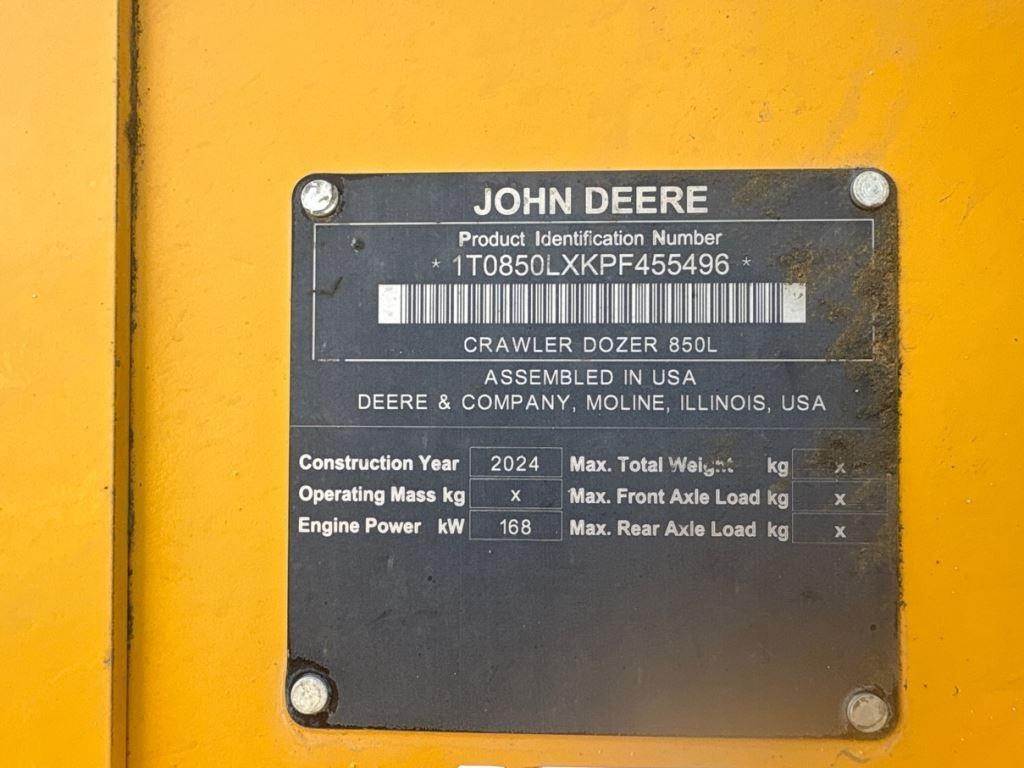 JOHN DEERE
Product Identification Number
* 1T0850LXKPF455496 *
CRAWLER DOZER 850L
ASSEMBLED IN USA
DEERE & COMPANY, MOLINE, ILLINOIS, USA
Construction Year 2024 Max. Total Weight kg x
Operating Mass kg x Max. Front Axle Load kg x
Engine Power kW 168 Max. Rear Axle Load kg x